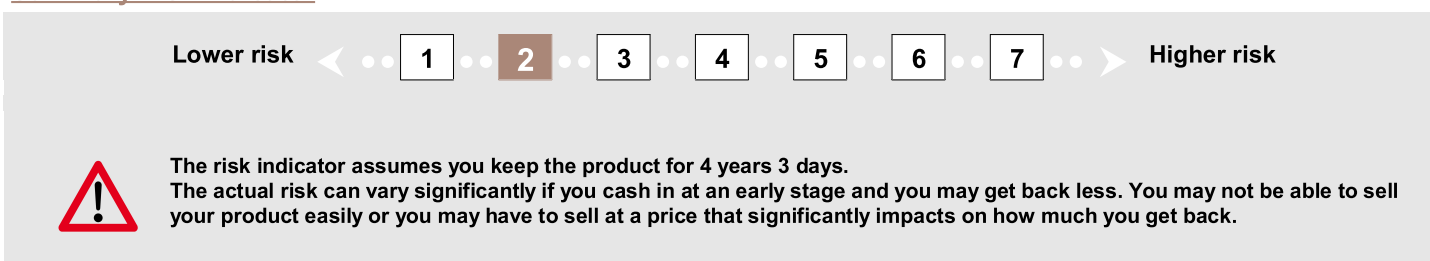 Lower risk 1 2 3 4 5 6 7 Higher risk
The risk indicator assumes you keep the product for 4 years 3 days.
The actual risk can vary significantly if you cash in at an early stage and you may get back less. You may not be able to sell
your product easily or you may have to sell at a price that significantly impacts on how much you get back.